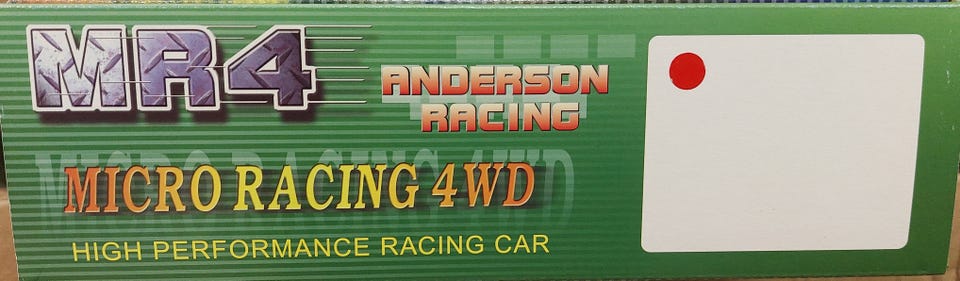 MR4
ANDERSON
RACING
MICRO RACING 4WD
HIGH PERFORMANCE RACING CAR